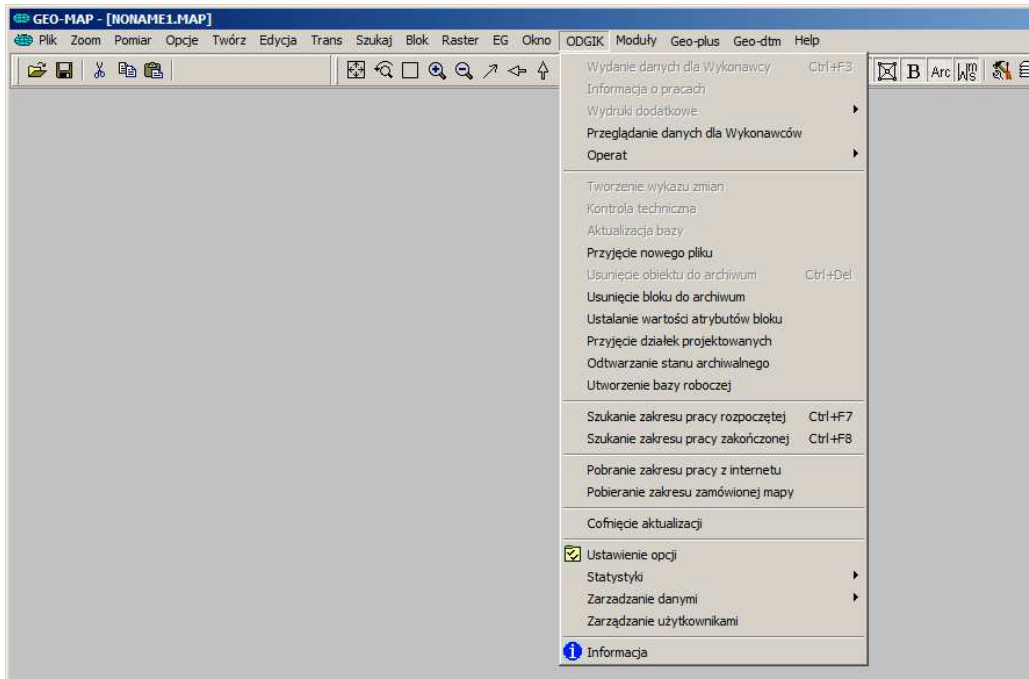 GEO-MAP - [NONAME1.MAP]
Plik Zoom Pomiar Opcje Twórz Edycja Trans Szukaj Blok Raster EG Okno ODGIK Moduły Geo-plus Geo-dtm Help
B Arc
Wydanie danych dla Wykonawcy Ctrl+F3
Informacja o pracach
Wydruki dodatkowe
Przeglądanie danych dla Wykonawców
Operat
Tworzenie wykazu zmian
Kontrola techniczna
Aktualizacja bazy
Przyjęcie nowego pliku
Usunięcie obiektu do archiwum Ctrl+Del
Usunięcie bloku do archiwum
Ustalanie wartości atrybutów bloku
Przyjęcie działek projektowanych
Odtwarzanie stanu archiwalnego
Utworzenie bazy roboczej
Szukanie zakresu pracy rozpoczętej Ctrl+F7
Szukanie zakresu pracy zakończonej Ctrl+F8
Pobranie zakresu pracy z internetu
Pobieranie zakresu zamówionej mapy
Cofnięcie aktualizacji
Ustawienie opcji
Statystyki
Zarzadzanie danymi
Zarządzanie użytkownikami
Informacja